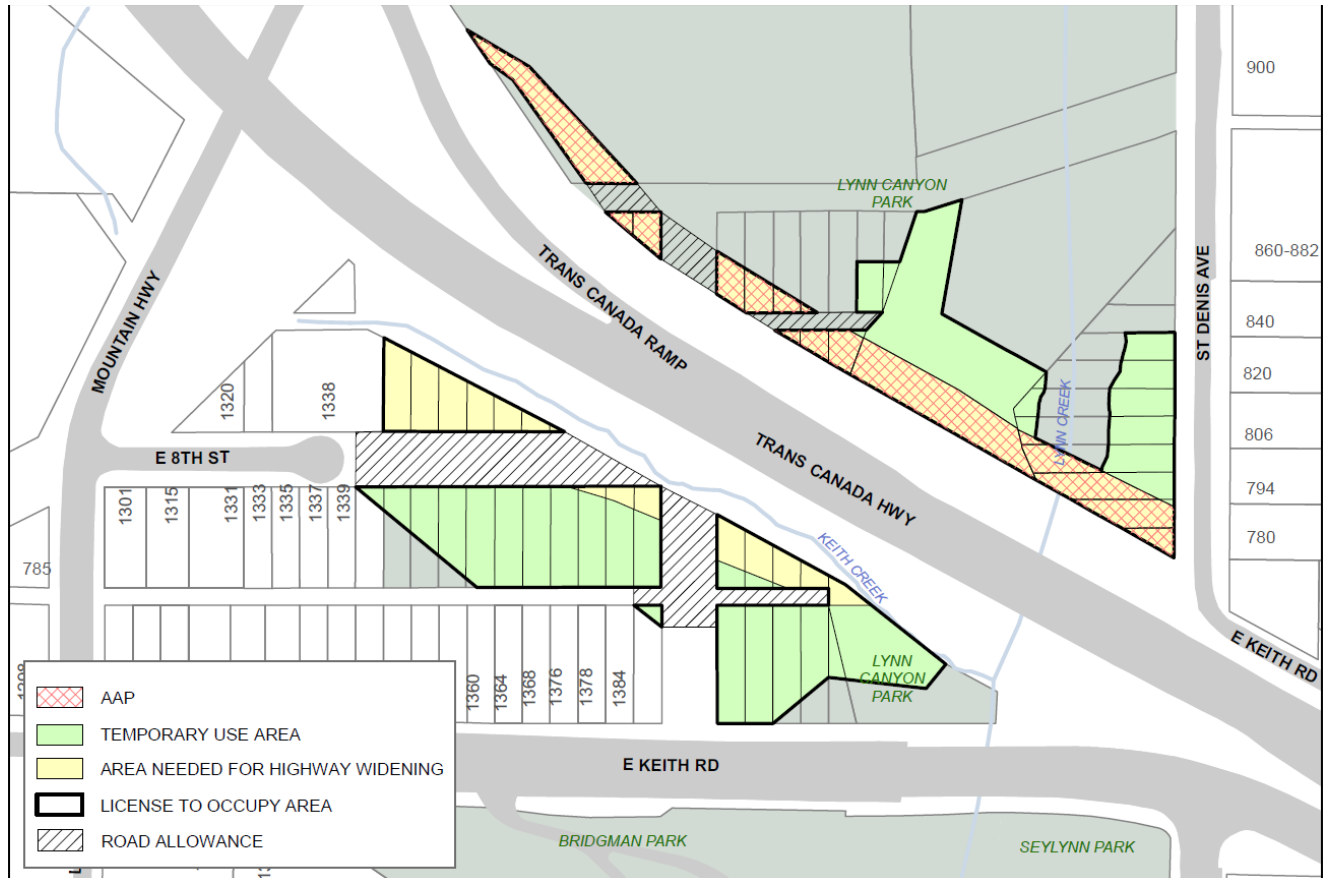 900
LYNN CANYON
PARK
860-882
MOUNTAIN HWY
TRANS CANADA RAMP
ST DENIS AVE
840
820
1320
1338
LYNN CREEK
806
TRANS CANADA HWY
E 8TH ST
794
1301
1315
1331
1333
1335
1337
1339
780
785
KEITH CREEK
E KEITH RD
LYNN
CANYON
PARK
1360
1364
1368
1376
1378
1384
AAP
TEMPORARY USE AREA
AREA NEEDED FOR HIGHWAY WIDENING
LICENSE TO OCCUPY AREA
ROAD ALLOWANCE
E KEITH RD
BRIDGMAN PARK
SEYLYNN PARK